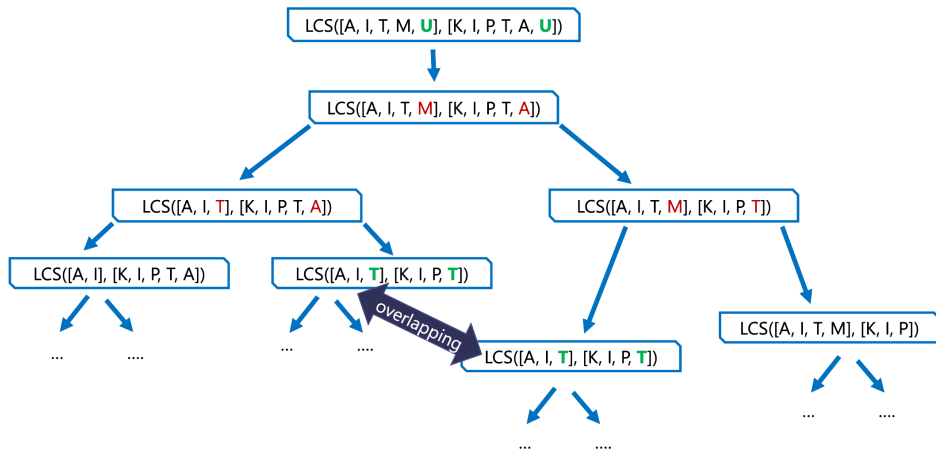 LCS([A, I, T, M, U], [K, I, P, T, A, U])
LCS([A, I, T, M], [K, I, P, T, A])
LCS([A, I, T], [K, I, P, T, A])
LCS([A, I, T, M], [K, I, P, T])
LCS([A, I], [K, I, P, T, A])
LCS([A, I, T], [K, I, P, T])
overlapping
LCS([A, I, T, M], [K, I, P])
LCS([A, I, T], [K, I, P, T])
... ....
... ....
... ....
... ....